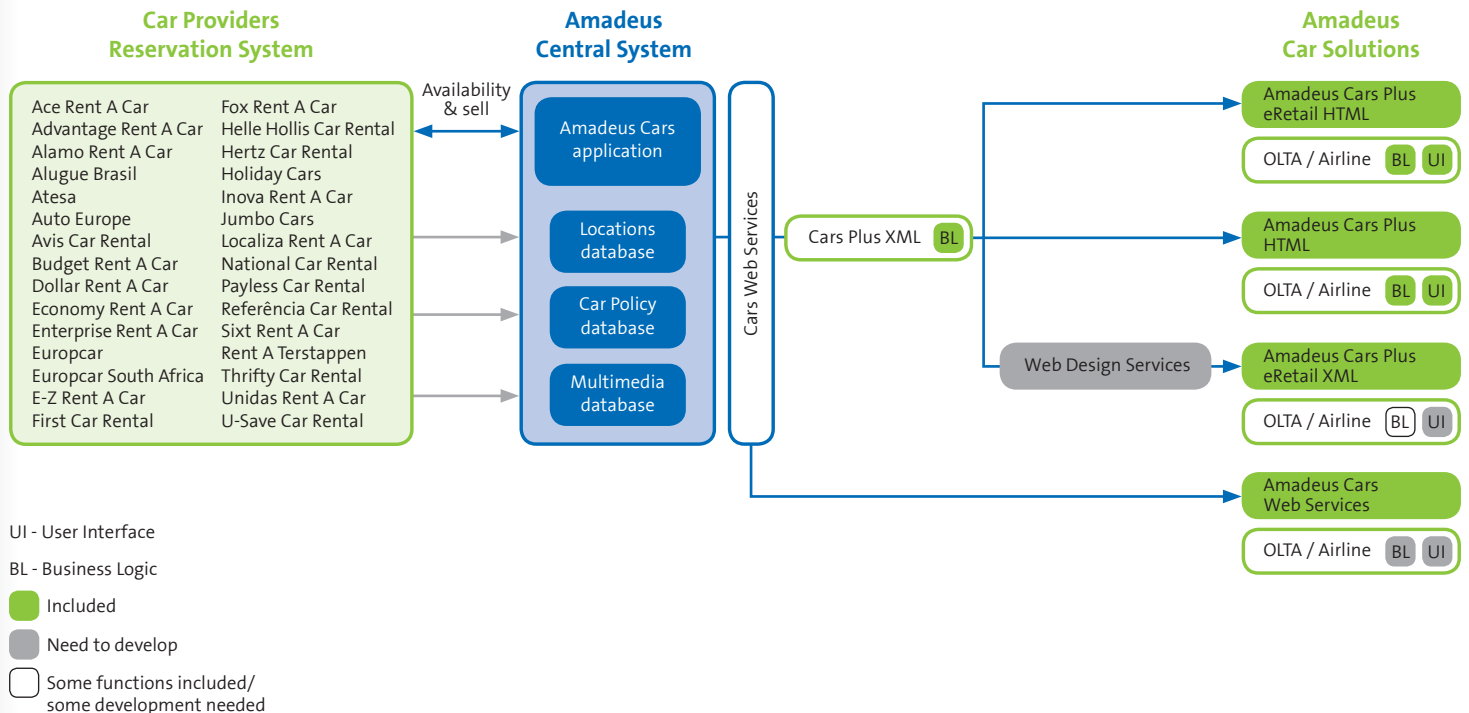 Car Providers
Reservation System
Amadeus
Central System
Amadeus
Car Solutions
Ace Rent A Car
Advantage Rent A Car
Alamo Rent A Car
Alugue Brasil
Atesa
Auto Europe
Avis Car Rental
Budget Rent A Car
Dollar Rent A Car
Economy Rent A Car
Enterprise Rent A Car
Europcar
Europcar South Africa
E-Z Rent A Car
First Car Rental
Fox Rent A Car
Helle Hollis Car Rental
Hertz Car Rental
Holiday Cars
Inova Rent A Car
Jumbo Cars
Localiza Rent A Car
National Car Rental
Payless Car Rental
Referência Car Rental
Sixt Rent A Car
Rent A Terstappen
Thrifty Car Rental
Unidas Rent A Car
U-Save Car Rental
Availability
& sell
Amadeus Cars
application
Locations
database
Car Policy
database
Multimedia
database
Cars Web Services
Cars Plus XML BL
Web Design Services
Amadeus Cars Plus
eRetail HTML
OLTA / Airline BL UI
Amadeus Cars Plus
HTML
OLTA / Airline BL UI
Amadeus Cars Plus
eRetail XML
OLTA / Airline BL UI
Amadeus Cars
Web Services
OLTA / Airline BL UI
UI - User Interface
BL - Business Logic
Included
Need to develop
Some functions included/
some development needed